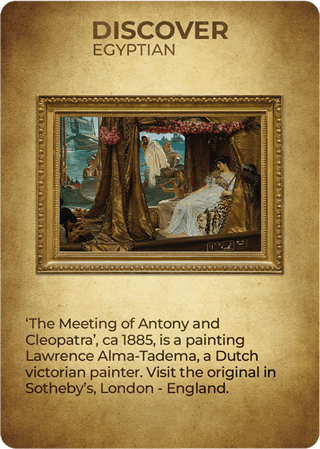 DISCOVER
EGYPTIAN
‘The Meeting of Antony and
Cleopatra’, ca 1885, is a painting
Lawrence Alma-Tadema, a Dutch
victorian painter. Visit the original in
Sotheby’s, London - England.